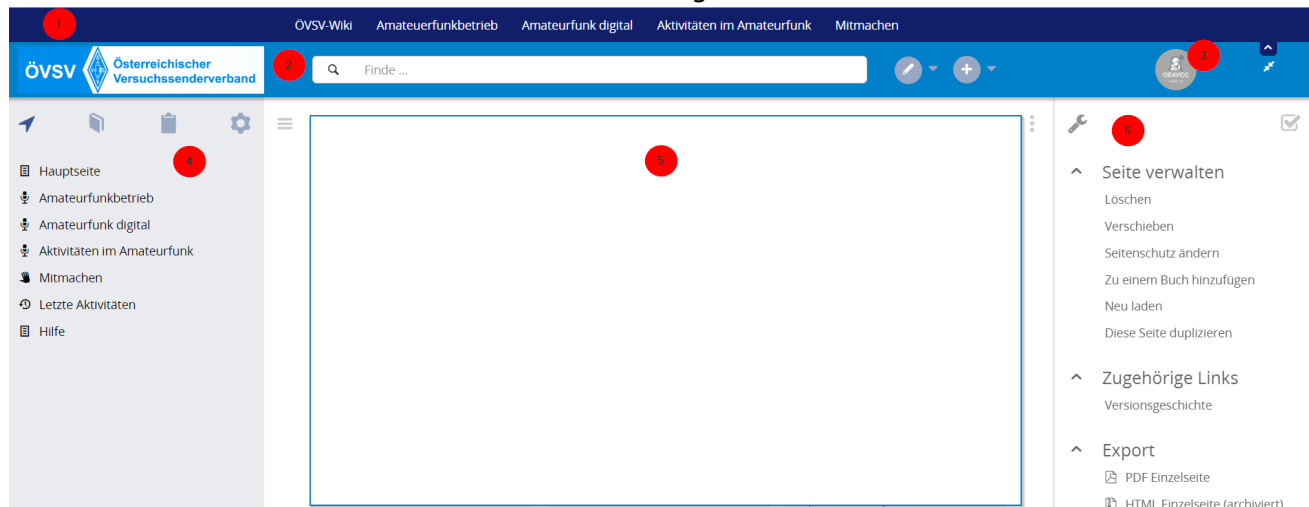 1
ÖVSV-Wiki Amateuerfunkbetrieb Amateurfunk digital Aktivitäten im Amateurfunk Mitmachen
ÖVSV Österreichischer
Versuchssenderverband
2
Finde ...
3
OE4VCC
4
Hauptseite
Amateurfunkbetrieb
Amateurfunk digital
Aktivitäten im Amateurfunk
Mitmachen
Letzte Aktivitäten
Hilfe
5
6
Seite verwalten
Löschen
Verschieben
Seitenschutz ändern
Zu einem Buch hinzufügen
Neu laden
Diese Seite duplizieren
Zugehörige Links
Versionsgeschichte
Export
PDF Einzelseite
HTML Einzelseite (archiviert)